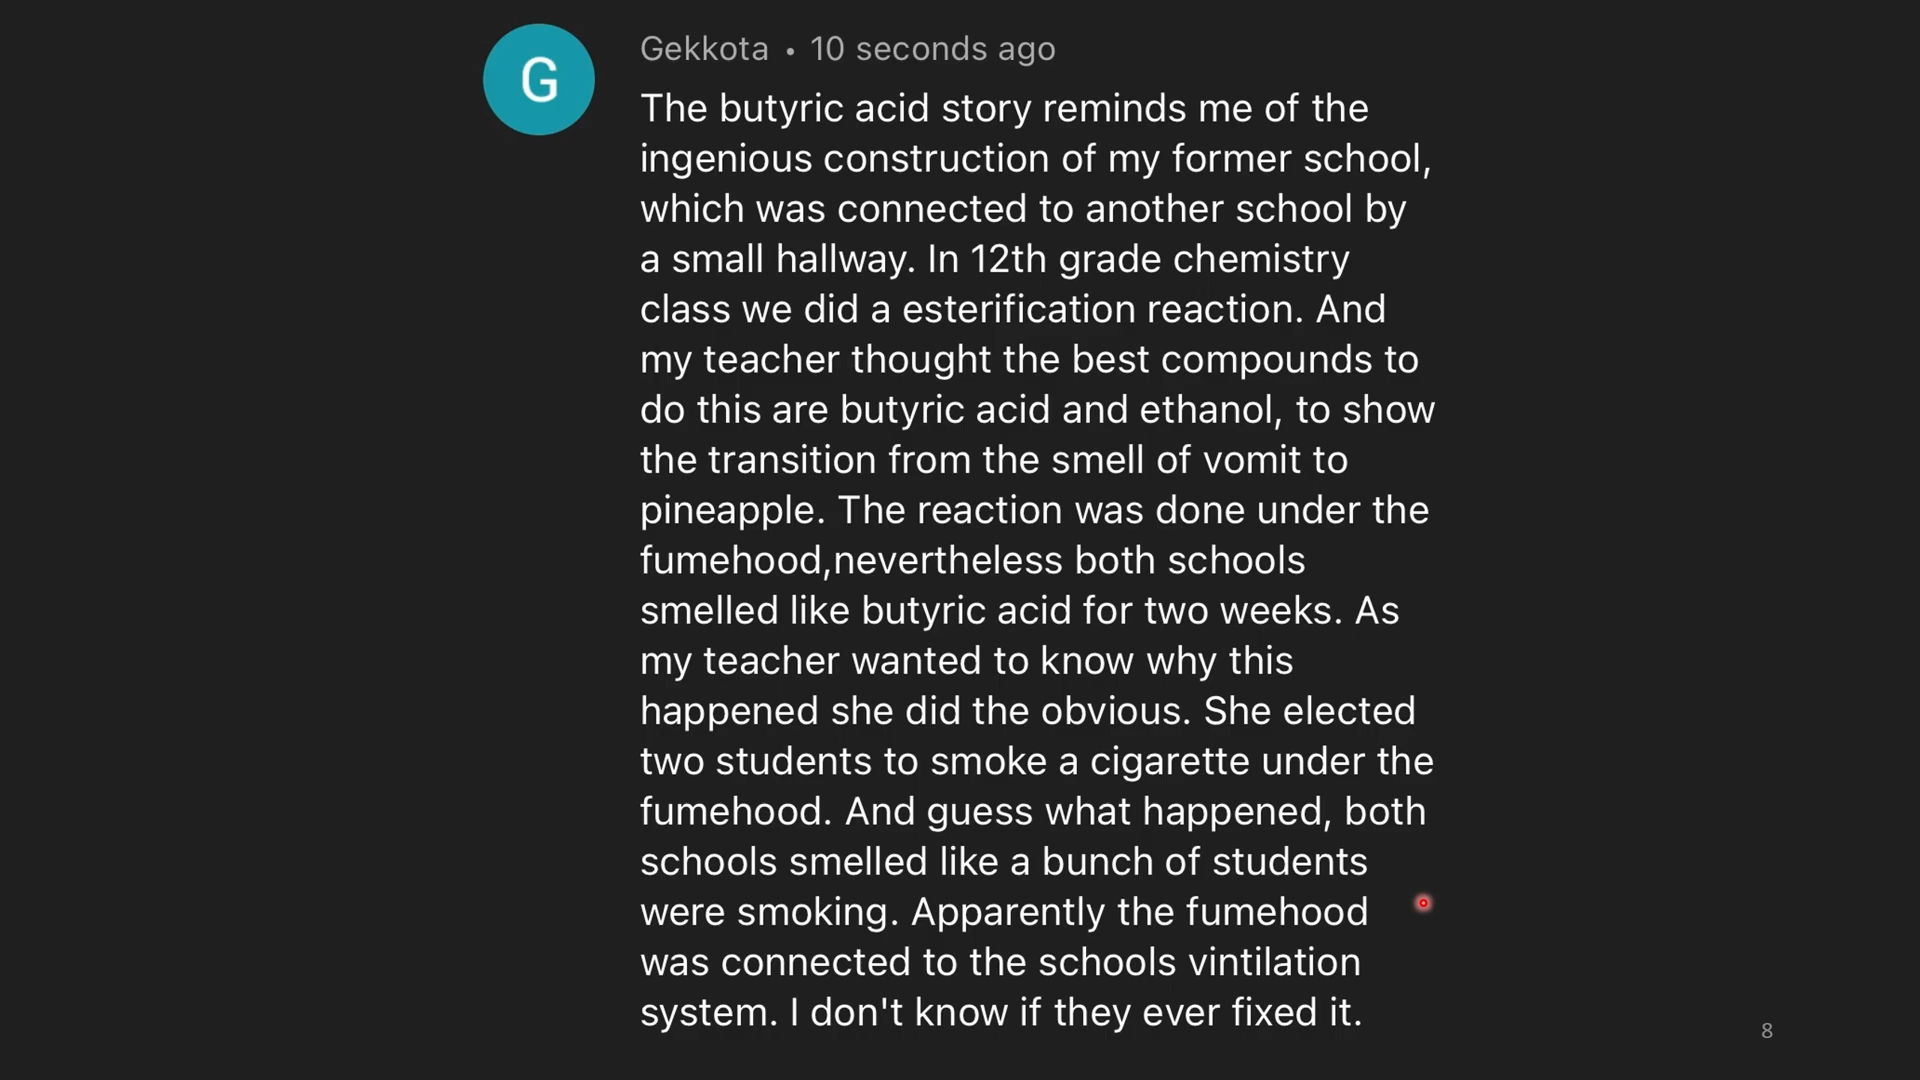 G
Gekkota • 10 seconds ago
The butyric acid story reminds me of the
ingenious construction of my former school,
which was connected to another school by
a small hallway. In 12th grade chemistry
class we did a esterification reaction. And
my teacher thought the best compounds to
do this are butyric acid and ethanol, to show
the transition from the smell of vomit to
pineapple. The reaction was done under the
fumehood,nevertheless both schools
smelled like butyric acid for two weeks. As
my teacher wanted to know why this
happened she did the obvious. She elected
two students to smoke a cigarette under the
fumehood. And guess what happened, both
schools smelled like a bunch of students
were smoking. Apparently the fumehood
was connected to the schools vintilation
system. I don't know if they ever fixed it.
8